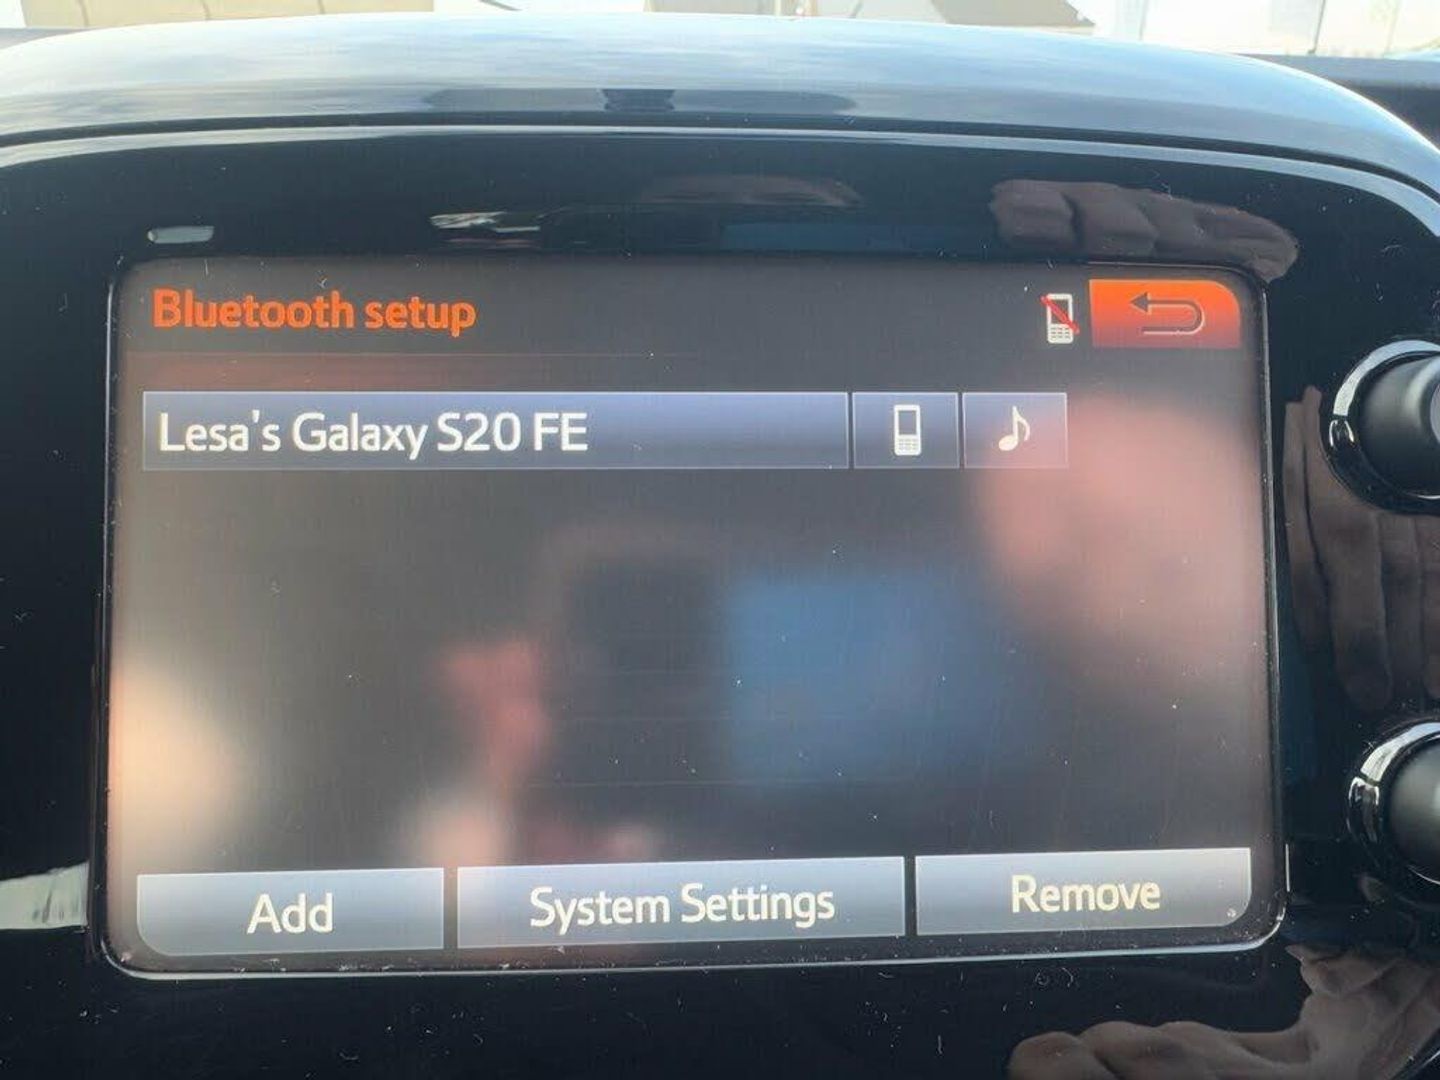 Bluetooth setup
Lesa's Galaxy S20 FE
Add
System Settings
Remove